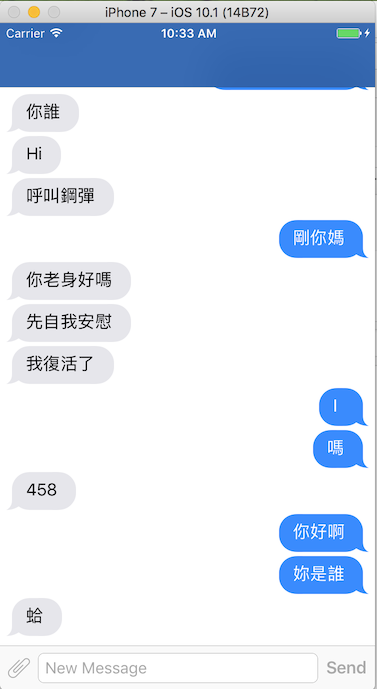 iPhone 7 – iOS 10.1 (14B72)
Carrier 10:33 AM
你誰
Hi
呼叫鋼彈
剛你媽
你老身好嗎
先自我安慰
我復活了
I
嗎
458
你好啊
妳是誰
蛤
New Message Send